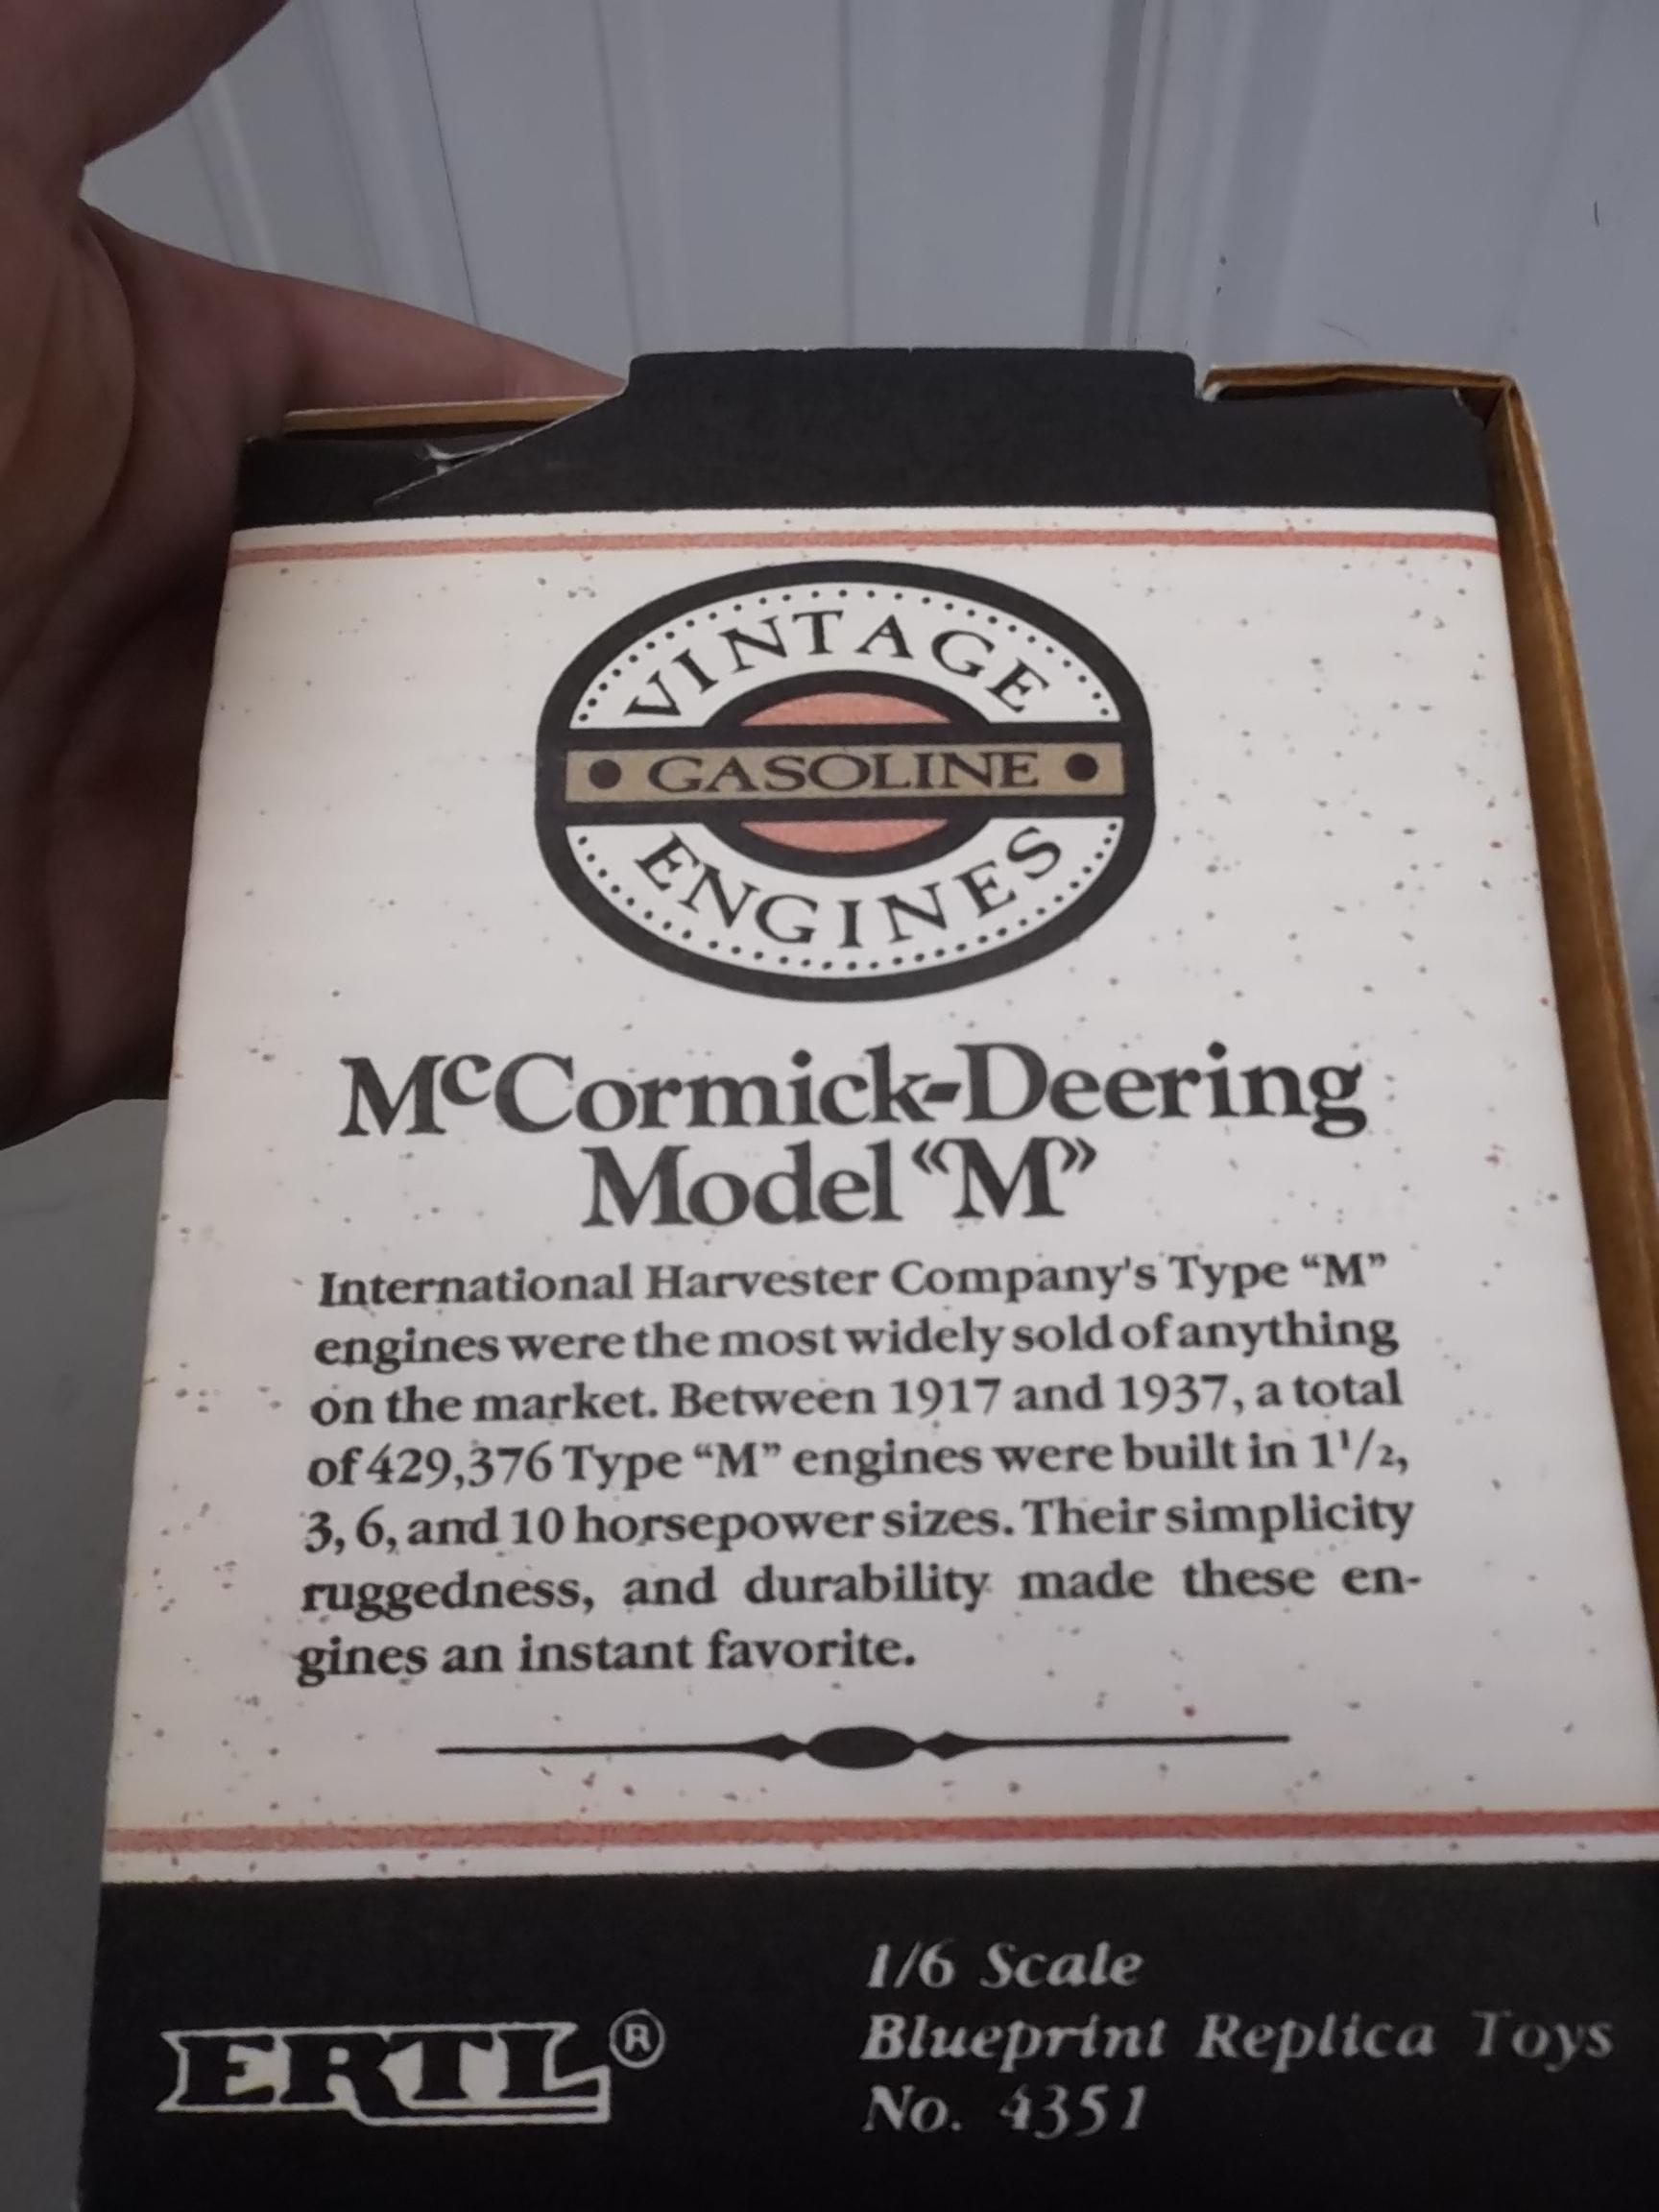 VINTAGE
• GASOLINE •
ENGINES
McCormick-Deering
Model “M”
International Harvester Company's Type “M”
engines were the most widely sold of anything
on the market. Between 1917 and 1937, a total
of 429,376 Type “M” engines were built in 1¹/₂,
3, 6, and 10 horsepower sizes. Their simplicity
ruggedness, and durability made these en-
gines an instant favorite.
ERTL®
1/6 Scale
Blueprint Replica Toys
No. 4351